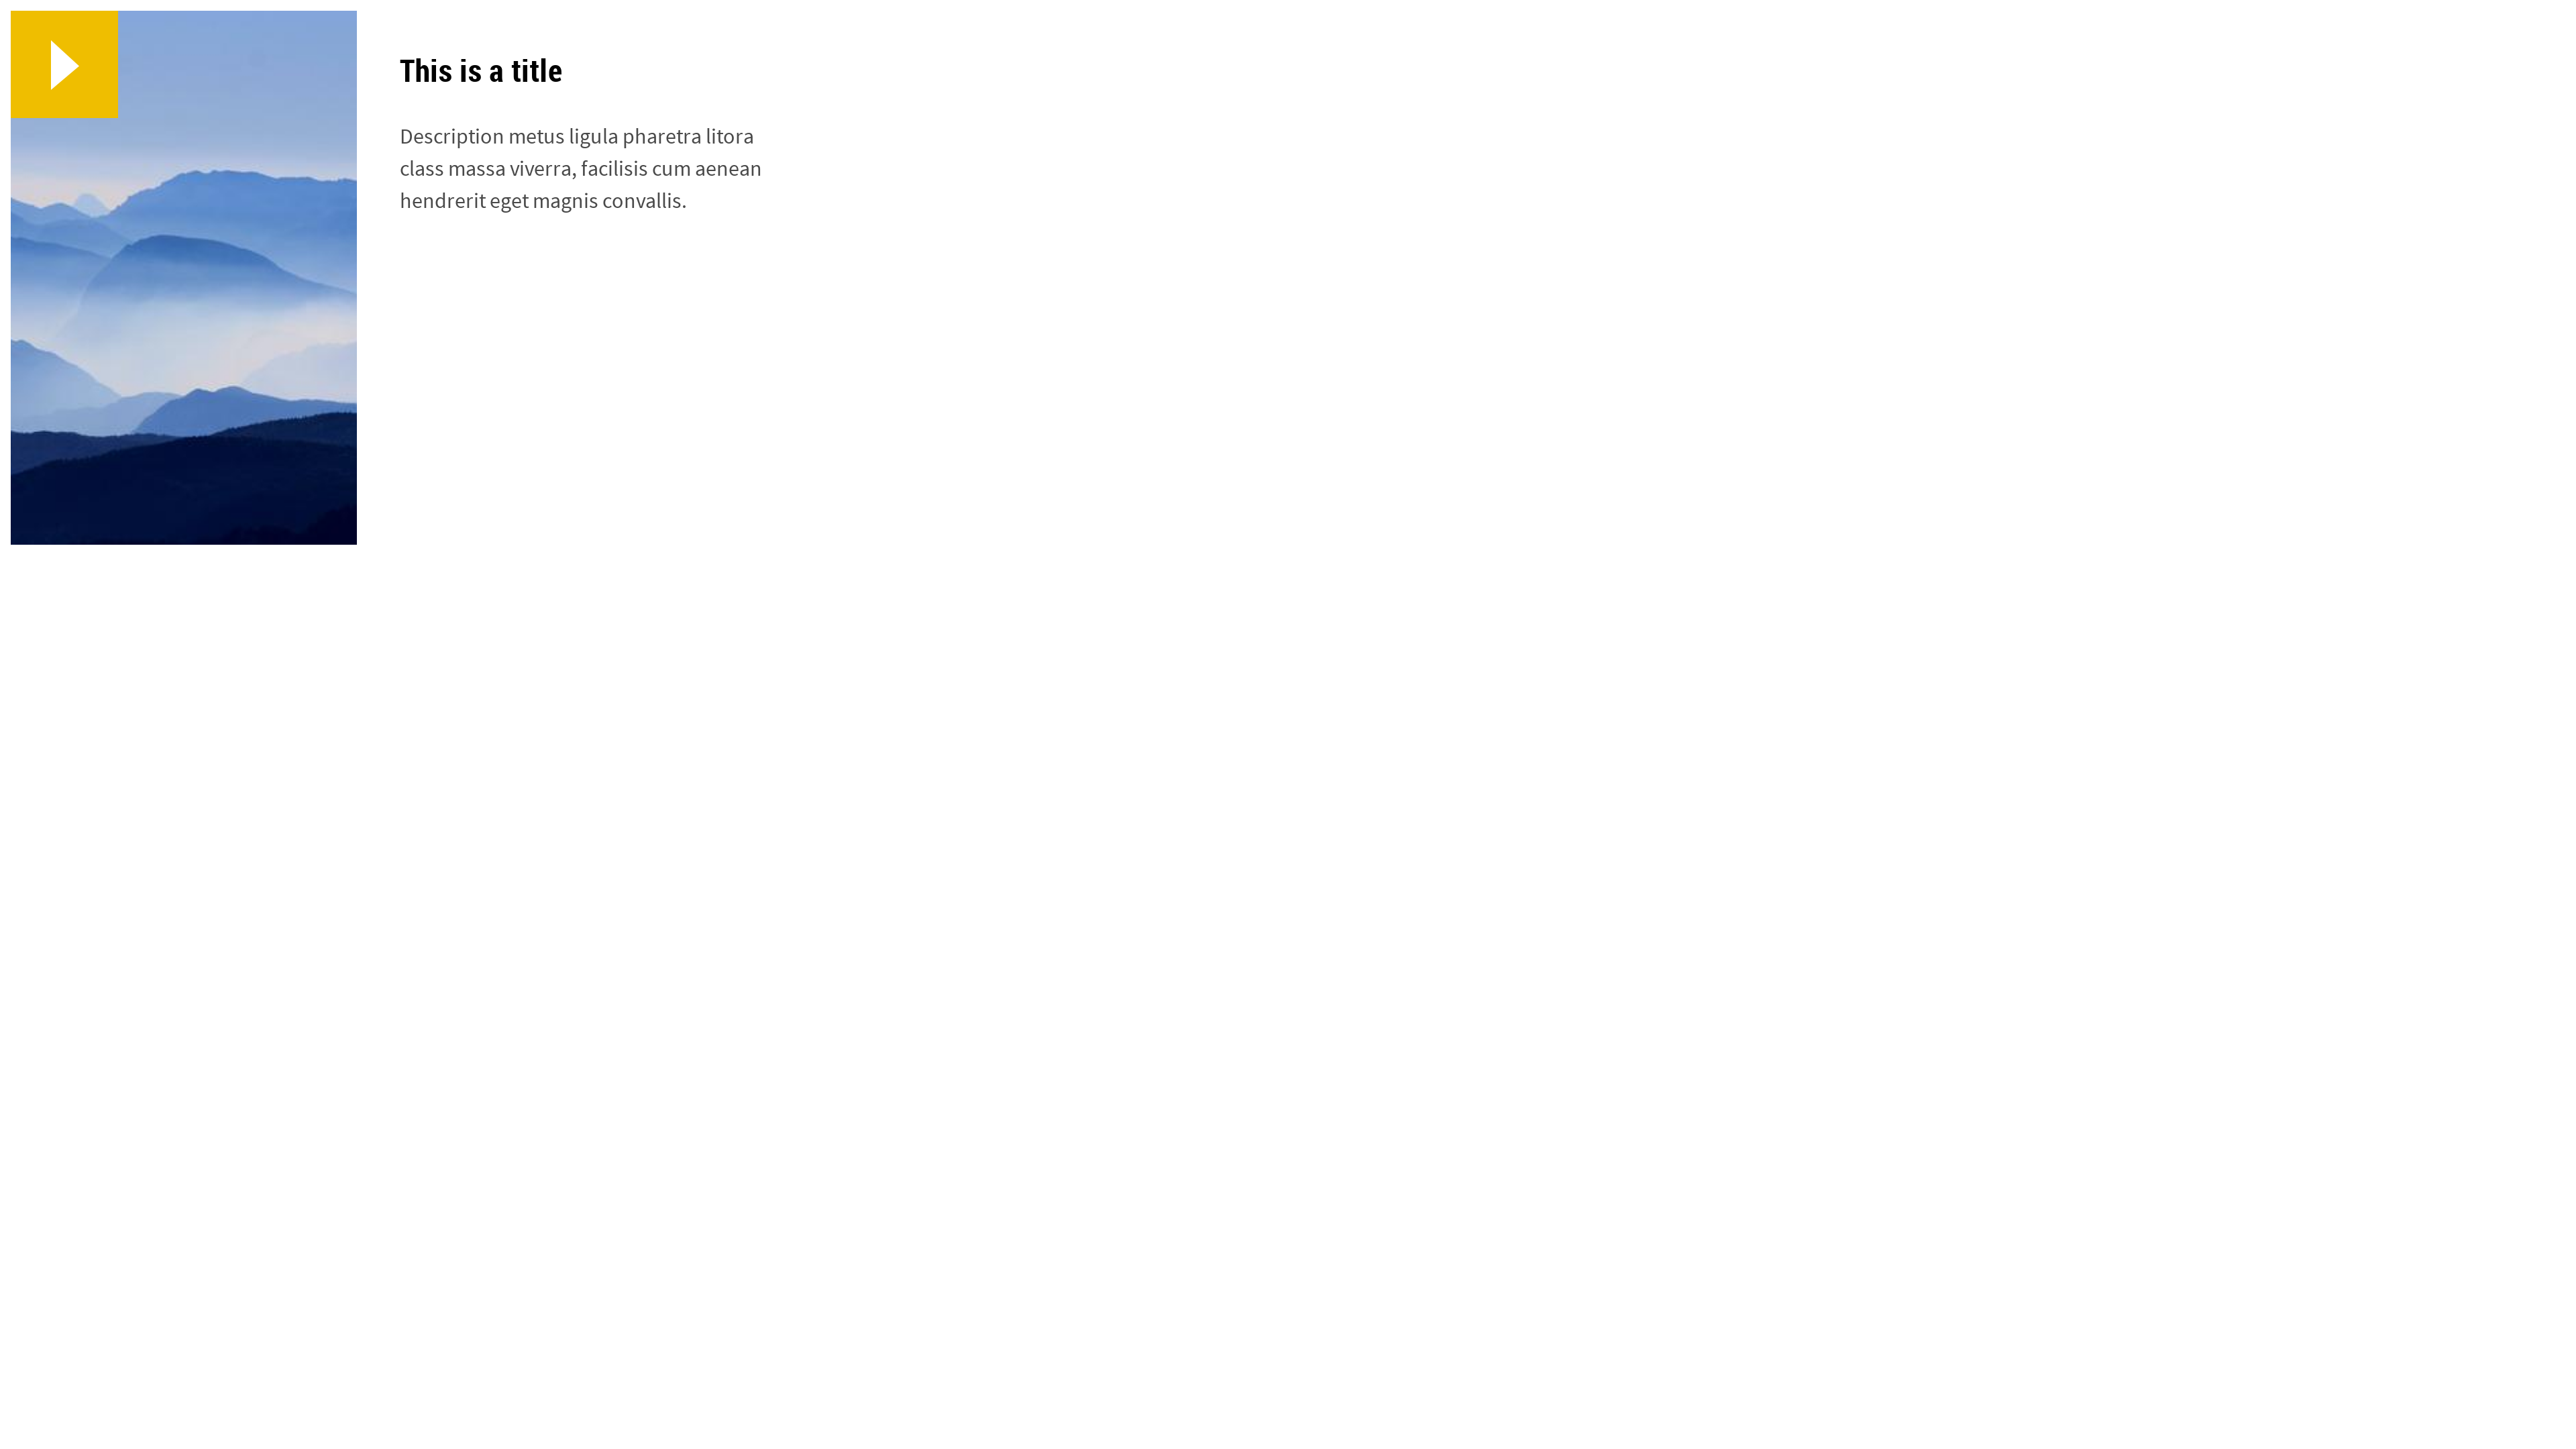 This is a title
Description metus ligula pharetra litora
class massa viverra, facilisis cum aenean
hendrerit eget magnis convallis.